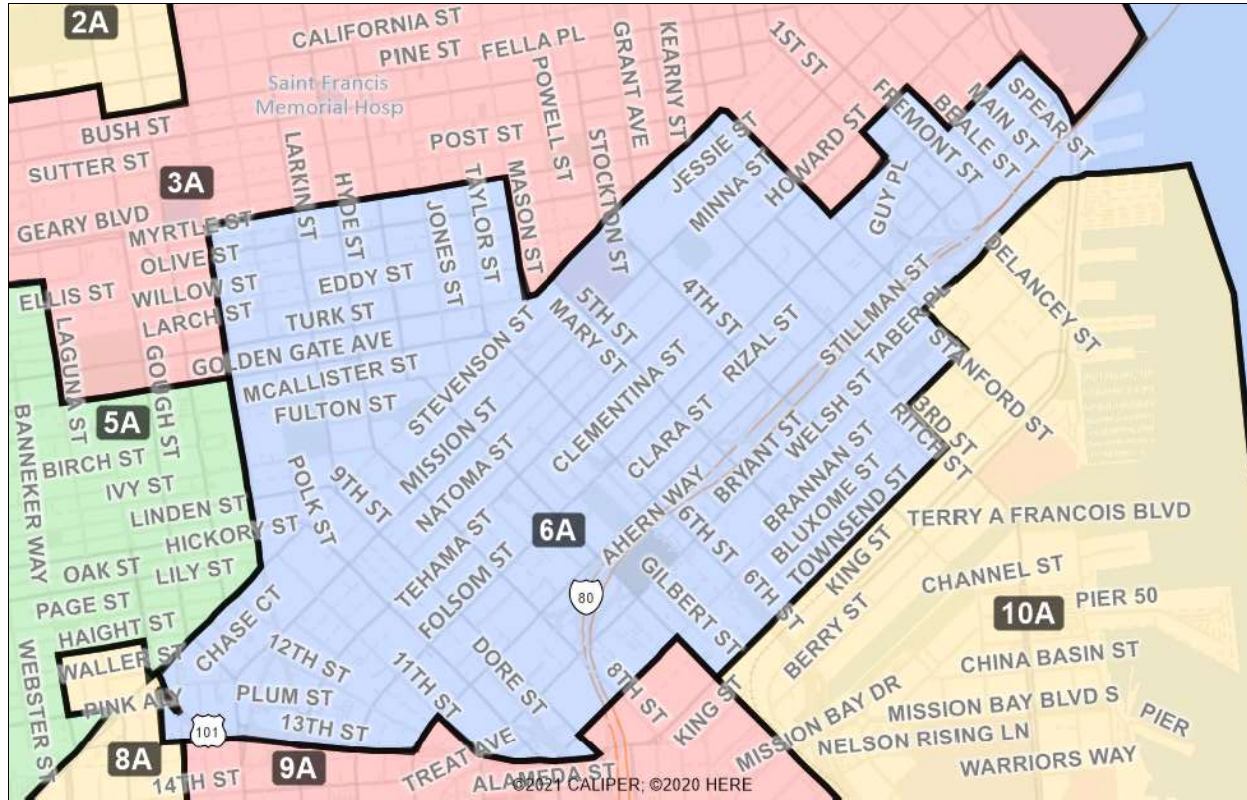 2A
CALIFORNIA ST
PINE ST
FELLA PL
GRANT AVE
KEARNY ST
1ST ST
Saint Francis
Memorial Hosp
POWELL ST
BUSH ST
SUTTER ST
POST ST
STOCKTON ST
MASON ST
TAYLOR ST
LARKIN ST
HYDE ST
JONES ST
3A
GEARY BLVD
MYRTLE ST
OLIVE ST
ELLIS ST
WILLOW ST
LARCH ST
EDDY ST
TURK ST
GOLDEN GATE AVE
MCALLISTER ST
FULTON ST
JESSIE ST
MINNA ST
HOWARD ST
FREMONT ST
BEALE ST
MAIN ST
SPEAR ST
GUY PL
DELANCEY ST
STILLMAN ST
TABER PL
STANFORD ST
4TH ST
5TH ST
MARY ST
RIZAL ST
STEVENSON ST
MISSION ST
NATOMA ST
CLEMENTINA ST
CLARA ST
WELSH ST
BRYANT ST
3RD ST
RITCH ST
BRANNAN ST
BLUXOME ST
TOWNSEND ST
LAGUNA ST
GOUGH ST
5A
BANNEKER WAY
BIRCH ST
IVY ST
LINDEN ST
HICKORY ST
OAK ST
LILY ST
PAGE ST
HAIGHT ST
WALLER ST
PINK ALY
WEBSTER ST
POLK ST
9TH ST
TEHAMA ST
FOLSOM ST
6A
AHERN WAY
80
6TH ST
6TH ST
GILBERT ST
KING ST
BERRY ST
TERRY A FRANCOIS BLVD
CHANNEL ST
10A
PIER 50
CHINA BASIN ST
MISSION BAY DR
MISSION BAY BLVD S
NELSON RISING LN
PIER
WARRIORS WAY
CHASE CT
12TH ST
PLUM ST
13TH ST
11TH ST
DORE ST
8TH ST
KING ST
101
8A
9A
14TH ST
TREAT AVE
ALAMEDA ST
©2021 CALIPER; ©2020 HERE